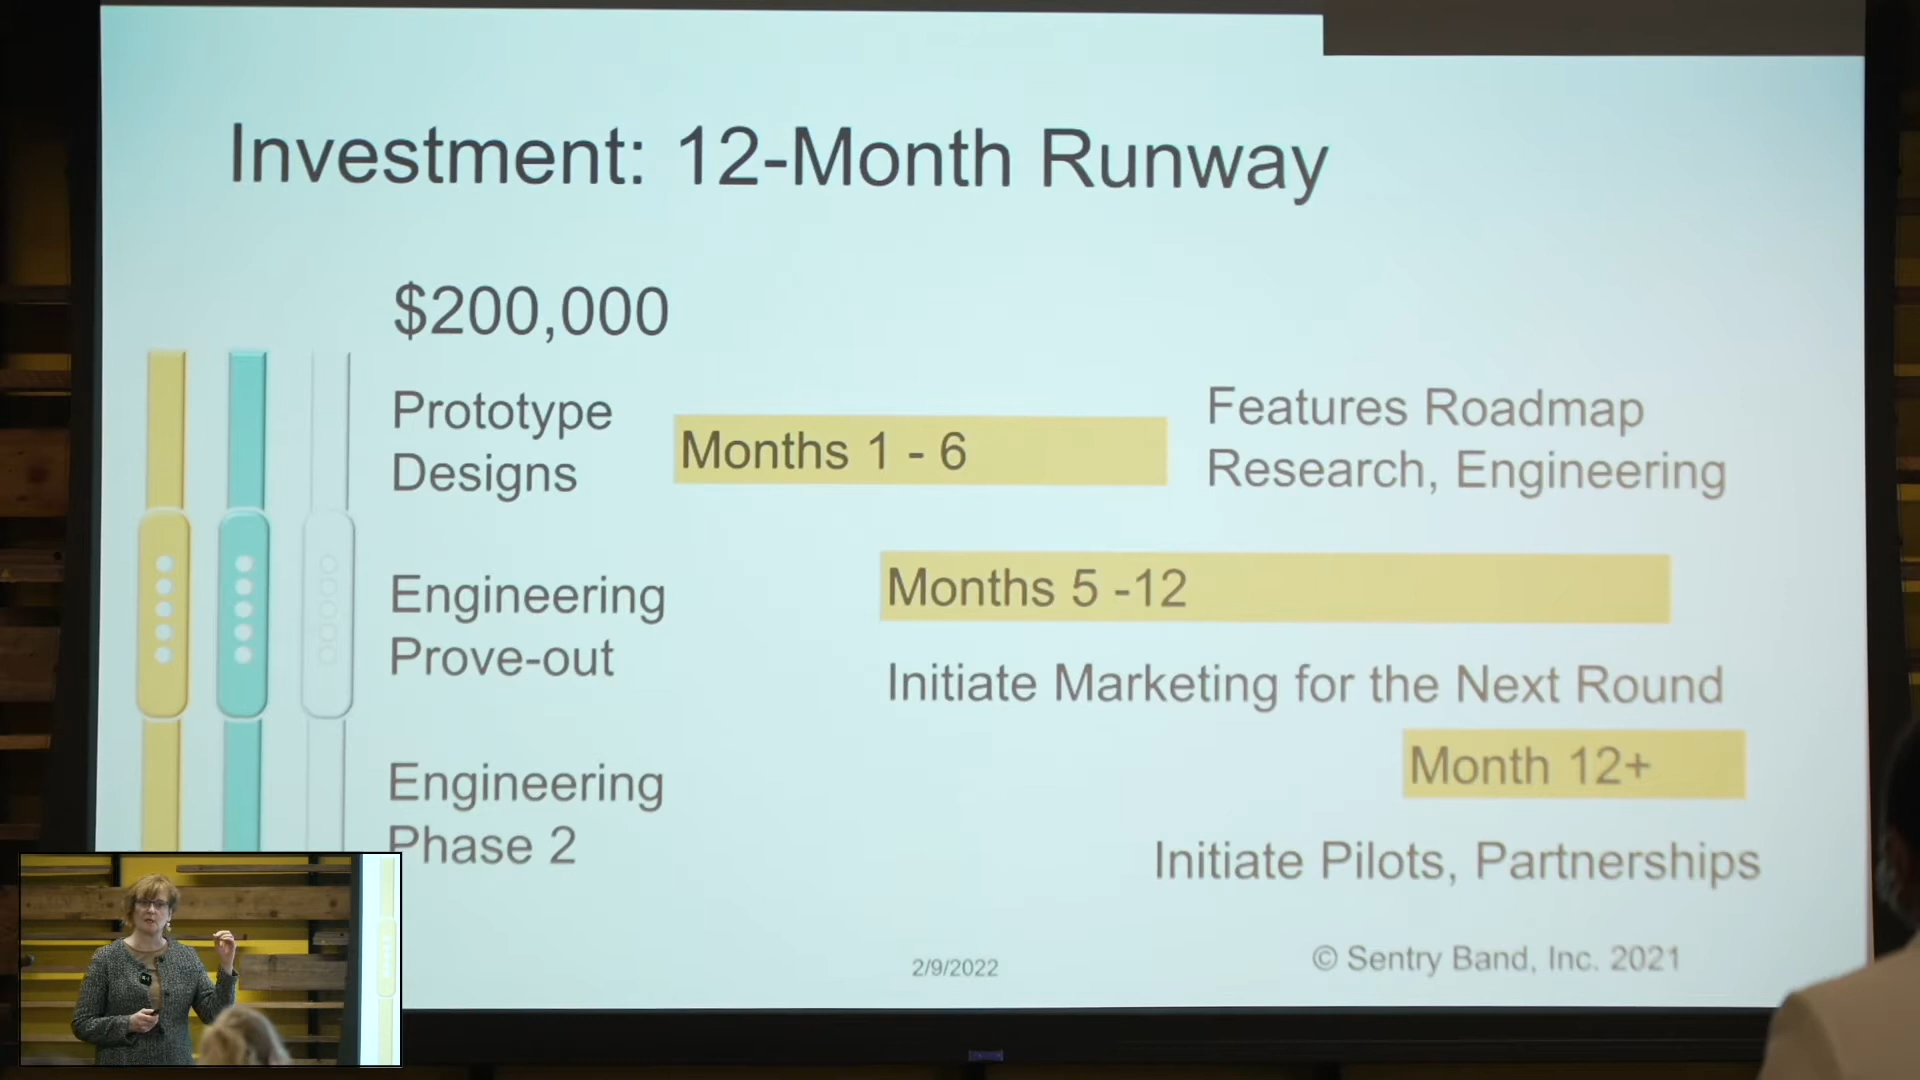 Investment: 12-Month Runway
$200,000
Prototype
Designs
Months 1 - 6
Features Roadmap
Research, Engineering
Engineering
Prove-out
Months 5 -12
Initiate Marketing for the Next Round
Engineering
Phase 2
Month 12+
Initiate Pilots, Partnerships
2/9/2022
© Sentry Band, Inc. 2021